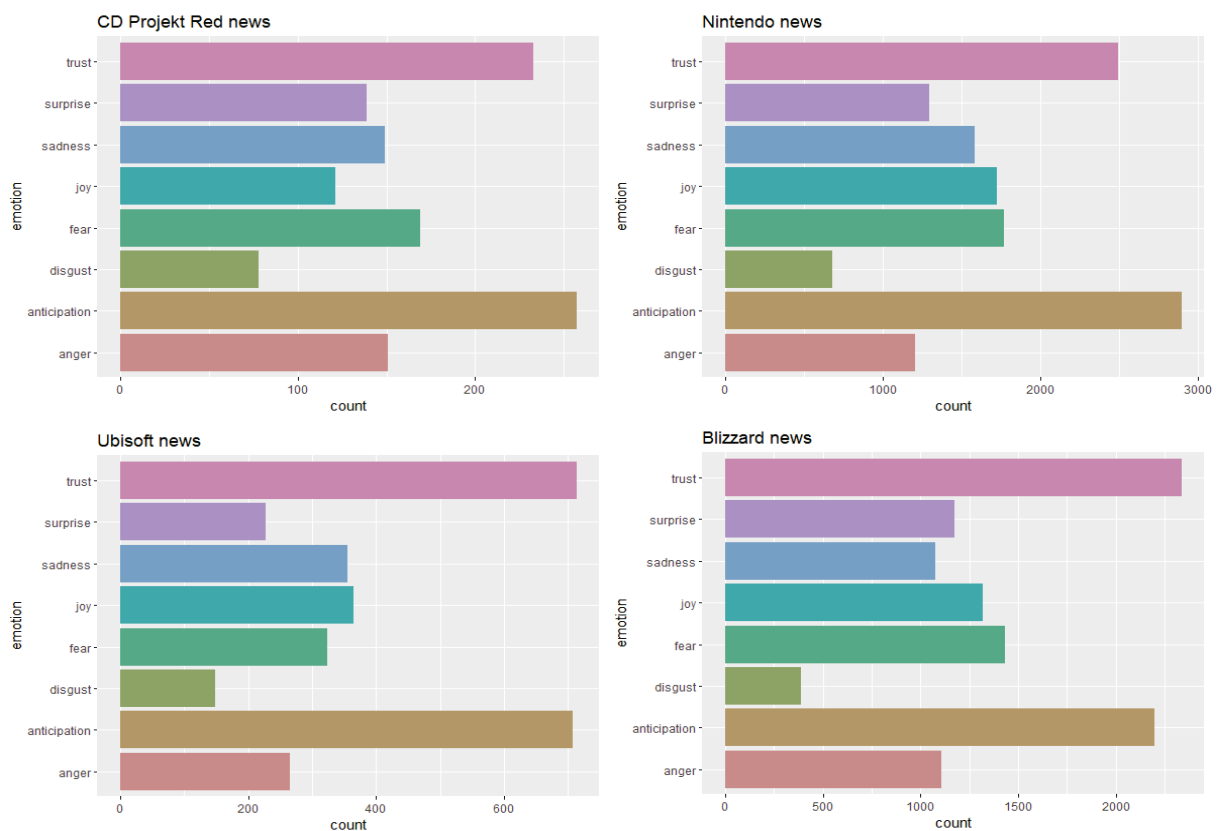 CD Projekt Red news
emotion
trust
surprise
sadness
joy
fear
disgust
anticipation
anger
0 100 200
count
Nintendo news
emotion
trust
surprise
sadness
joy
fear
disgust
anticipation
anger
0 1000 2000 3000
count
Ubisoft news
emotion
trust
surprise
sadness
joy
fear
disgust
anticipation
anger
0 200 400 600
count
Blizzard news
emotion
trust
surprise
sadness
joy
fear
disgust
anticipation
anger
0 500 1000 1500 2000
count